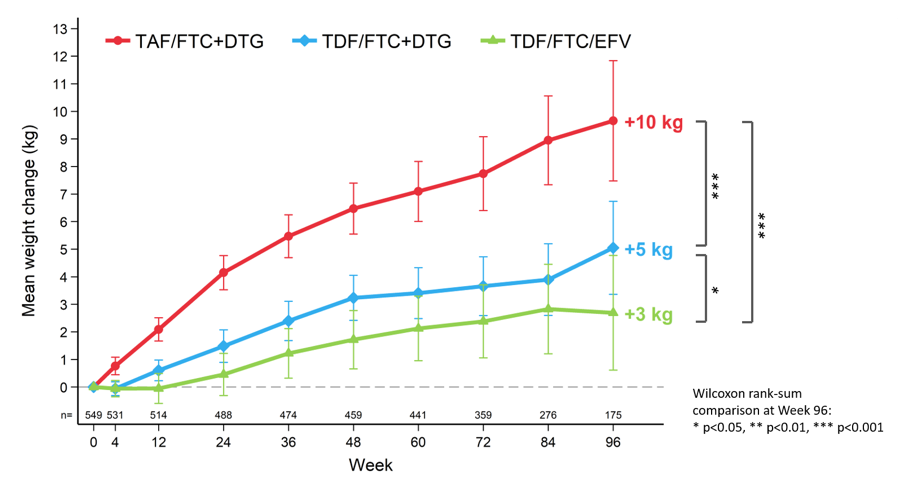 TAF/FTC+DTG TDF/FTC+DTG TDF/FTC/EFV
Mean weight change (kg)
13
12
11
10
9
8
7
6
5
4
3
2
1
0
+10 kg
+5 kg
+3 kg
***
***
*
n= 549 531 514 488 474 459 441 359 276 175
0 4 12 24 36 48 60 72 84 96
Week
Wilcoxon rank-sum
comparison at Week 96:
* p<0.05, ** p<0.01, *** p<0.001